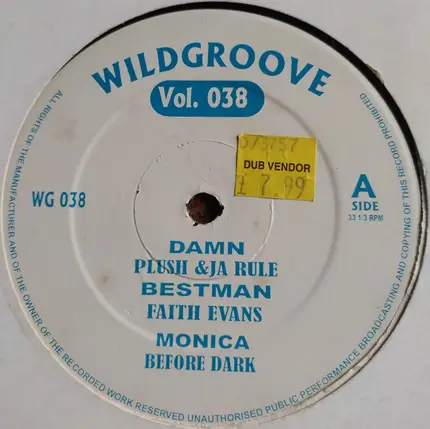 WILDGROOVE
Vol. 038
DUB VENDOR
£ 7.99
WG 038
A
SIDE
33 1/3 RPM
DAMN
PLUSH &JA RULE
BESTMAN
FAITH EVANS
MONICA
BEFORE DARK
ALL RIGHTS OF THE MANUFACTURER AND OF THE OWNER OF THE RECORDED WORK RESERVED UNAUTHORISED PUBLIC PERFORMANCE BROADCASTING AND COPYING OF THIS RECORD PROHIBITED